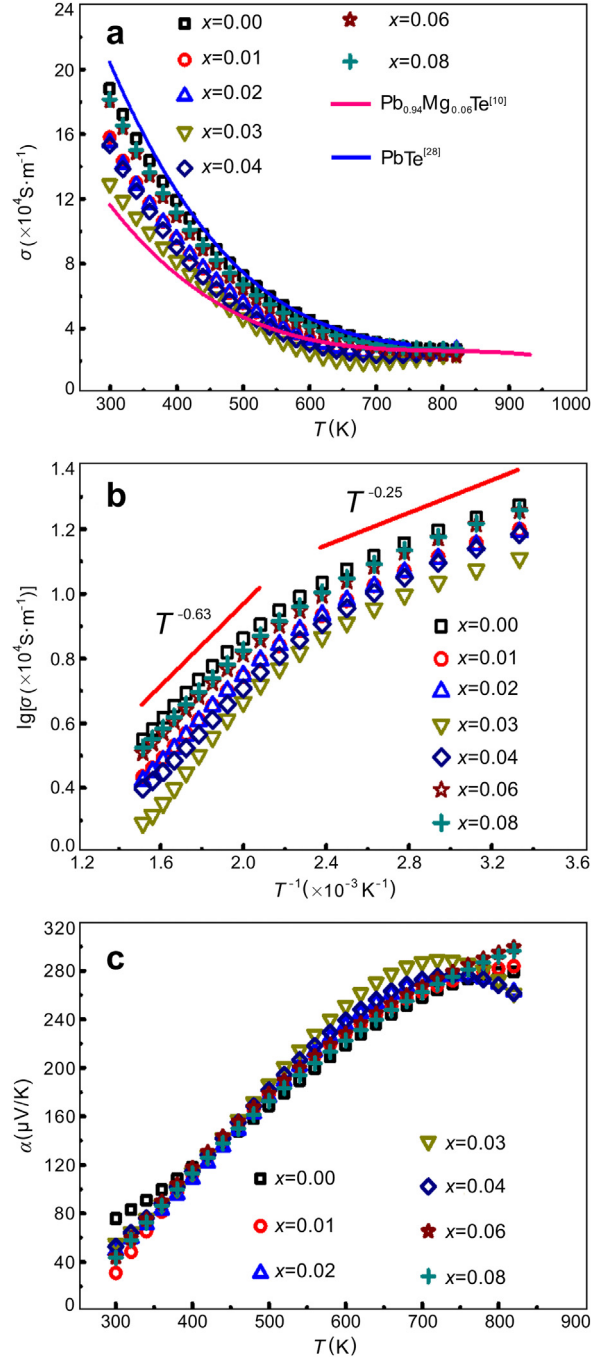 a
x=0.00
x=0.01
x=0.02
x=0.03
x=0.04
x=0.06
x=0.08
Pb0.94Mg0.06Te[10]
PbTe[28]
24
20
16
12
8
4
0
σ (×10⁴S·m⁻¹)
300 400 500 600 700 800 900 1000
T (K)
b
T −0.25
T −0.63
1.4
1.2
1.0
0.8
0.6
0.4
0.0
lg[σ (×10⁴S·m⁻¹)]
x=0.00
x=0.01
x=0.02
x=0.03
x=0.04
x=0.06
x=0.08
1.2 1.6 2.0 2.4 2.8 3.2 3.6
T⁻¹ (×10⁻³ K⁻¹)
c
320
280
240
200
160
120
80
40
0
α (μV/K)
x=0.00
x=0.01
x=0.02
x=0.03
x=0.04
x=0.06
x=0.08
300 400 500 600 700 800 900
T (K)